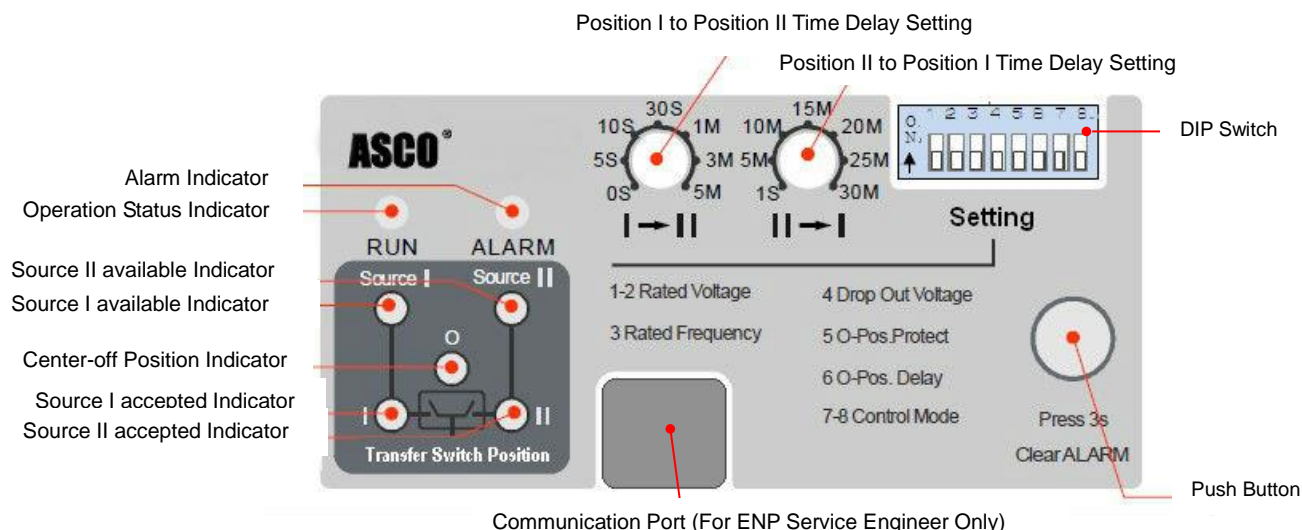 Position I to Position II Time Delay Setting
Position II to Position I Time Delay Setting
DIP Switch
Alarm Indicator
Operation Status Indicator
Source II available Indicator
Source I available Indicator
Center-off Position Indicator
Source I accepted Indicator
Source II accepted Indicator
ASCO®
RUN
ALARM
Source I
Source II
O
I
II
Transfer Switch Position
0S
5S
10S
30S
1M
3M
5M
I → II
1S
5M
10M
15M
20M
25M
30M
II → I
O.
N.
1 2 3 4 5 6 7 8
Setting
1-2 Rated Voltage
3 Rated Frequency
4 Drop Out Voltage
5 O-Pos.Protect
6 O-Pos. Delay
7-8 Control Mode
Press 3s
Clear ALARM
Push Button
Communication Port (For ENP Service Engineer Only)